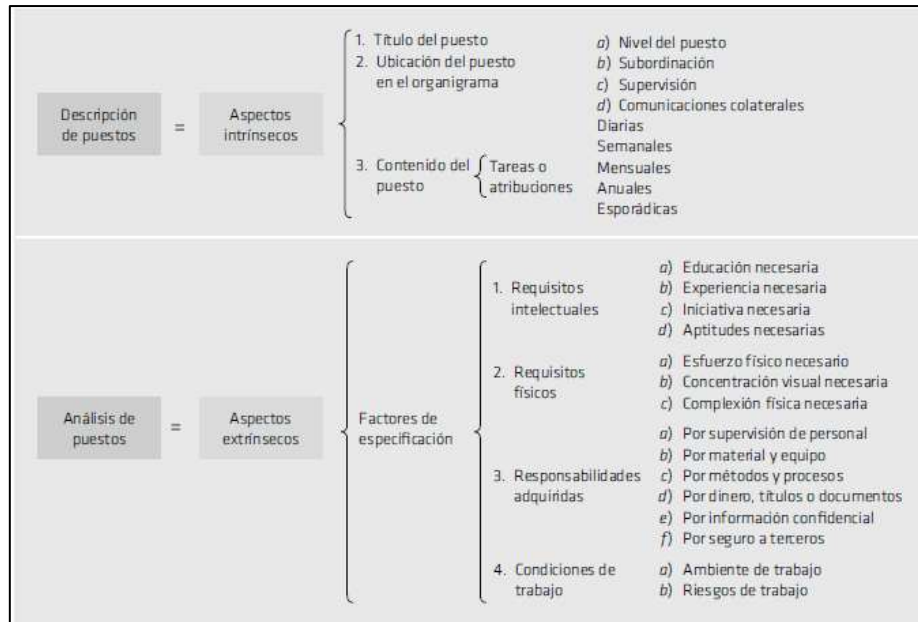 Descripción
de puestos
=
Aspectos
intrínsecos
1. Título del puesto
2. Ubicación del puesto
en el organigrama
a) Nivel del puesto
b) Subordinación
c) Supervisión
d) Comunicaciones colaterales
3. Contenido del
puesto
Tareas o
atribuciones
Diarias
Semanales
Mensuales
Anuales
Esporádicas
Análisis de
puestos
=
Aspectos
extrínsecos
Factores de
especificación
1. Requisitos
intelectuales
a) Educación necesaria
b) Experiencia necesaria
c) Iniciativa necesaria
d) Aptitudes necesarias
2. Requisitos
físicos
a) Esfuerzo físico necesario
b) Concentración visual necesaria
c) Complexión física necesaria
3. Responsabilidades
adquiridas
a) Por supervisión de personal
b) Por material y equipo
c) Por métodos y procesos
d) Por dinero, títulos o documentos
e) Por información confidencial
f) Por seguro a terceros
4. Condiciones de
trabajo
a) Ambiente de trabajo
b) Riesgos de trabajo